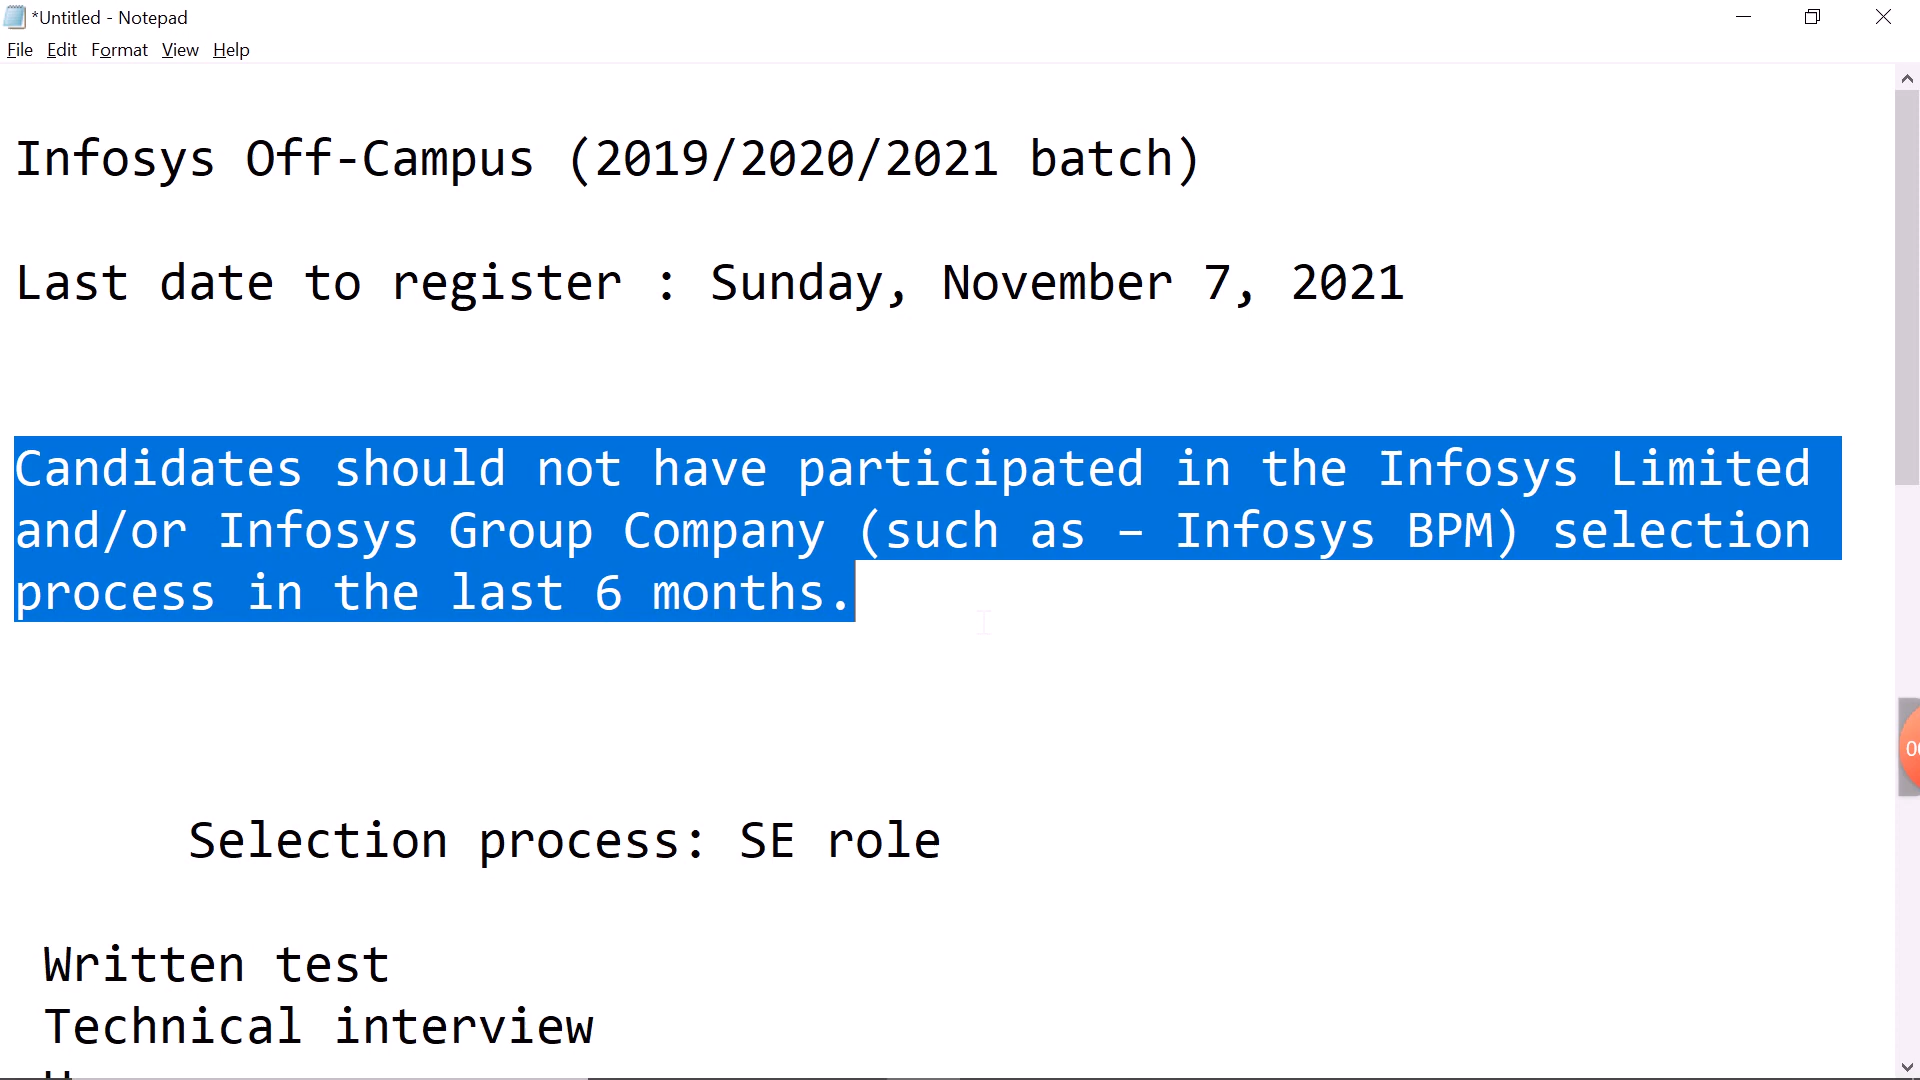 *Untitled - Notepad
File Edit Format View Help
Infosys Off-Campus (2019/2020/2021 batch)
Last date to register : Sunday, November 7, 2021
Candidates should not have participated in the Infosys Limited
and/or Infosys Group Company (such as – Infosys BPM) selection
process in the last 6 months.
Selection process: SE role
Written test
Technical interview